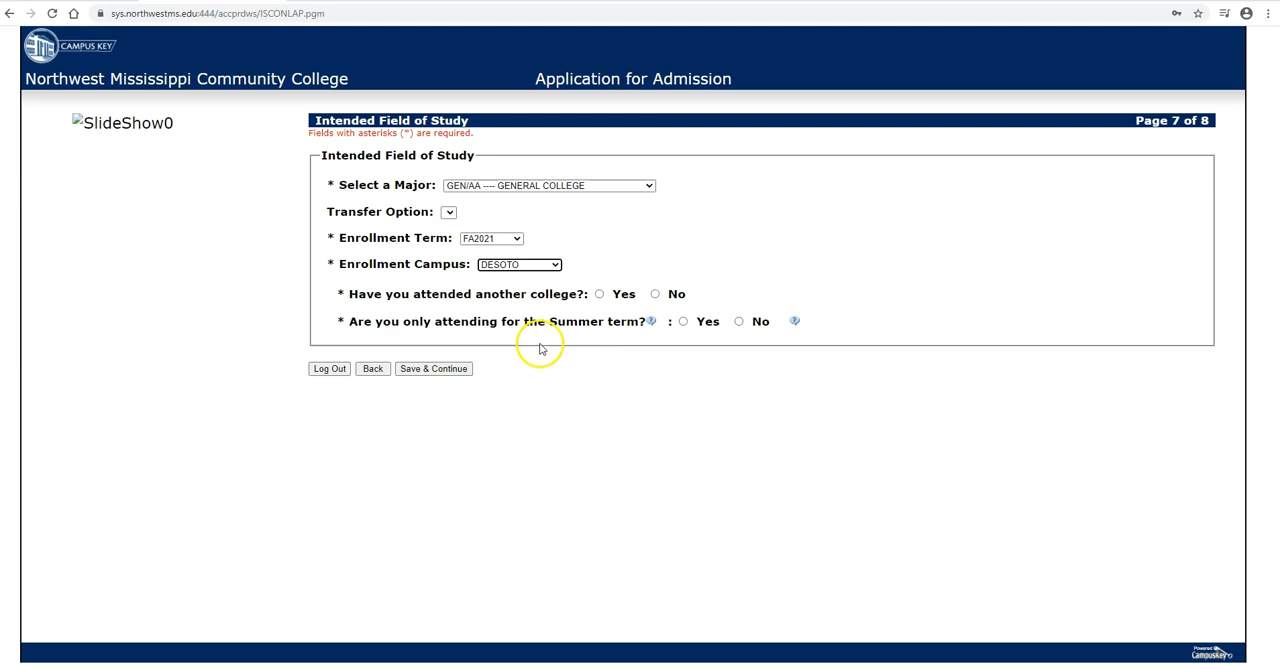 sys.northwestms.edu:444/accprdws/ISCONLAP.pgm
CAMPUS KEY
Northwest Mississippi Community College Application for Admission
SlideShow0
Intended Field of Study Page 7 of 8
Fields with asterisks (*) are required.
Intended Field of Study
* Select a Major: GEN/AA ---- GENERAL COLLEGE
Transfer Option:
* Enrollment Term: FA2021
* Enrollment Campus: DESOTO
* Have you attended another college?: Yes No
* Are you only attending for the Summer term? : Yes No
Log Out Back Save & Continue
Powered By
CampusKey